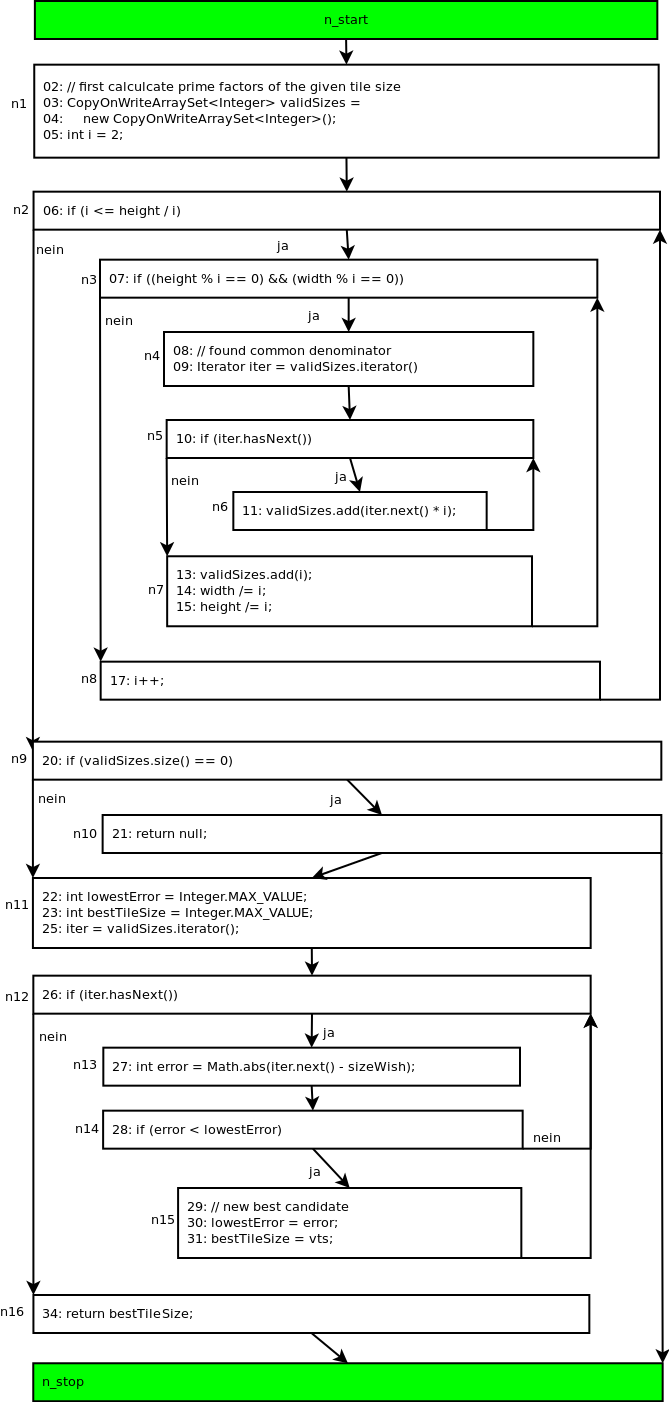 n_start
n1
02: // first calculcate prime factors of the given tile size
03: CopyOnWriteArraySet<Integer> validSizes =
04:     new CopyOnWriteArraySet<Integer>();
05: int i = 2;
n2
06: if (i <= height / i)
nein
ja
n3
07: if ((height % i == 0) && (width % i == 0))
nein
ja
n4
08: // found common denominator
09: Iterator iter = validSizes.iterator()
n5
10: if (iter.hasNext())
nein
ja
n6
11: validSizes.add(iter.next() * i);
n7
13: validSizes.add(i);
14: width /= i;
15: height /= i;
n8
17: i++;
n9
20: if (validSizes.size() == 0)
nein
ja
n10
21: return null;
n11
22: int lowestError = Integer.MAX_VALUE;
23: int bestTileSize = Integer.MAX_VALUE;
25: iter = validSizes.iterator();
n12
26: if (iter.hasNext())
nein
ja
n13
27: int error = Math.abs(iter.next() - sizeWish);
n14
28: if (error < lowestError)
nein
ja
n15
29: // new best candidate
30: lowestError = error;
31: bestTileSize = vts;
n16
34: return bestTileSize;
n_stop